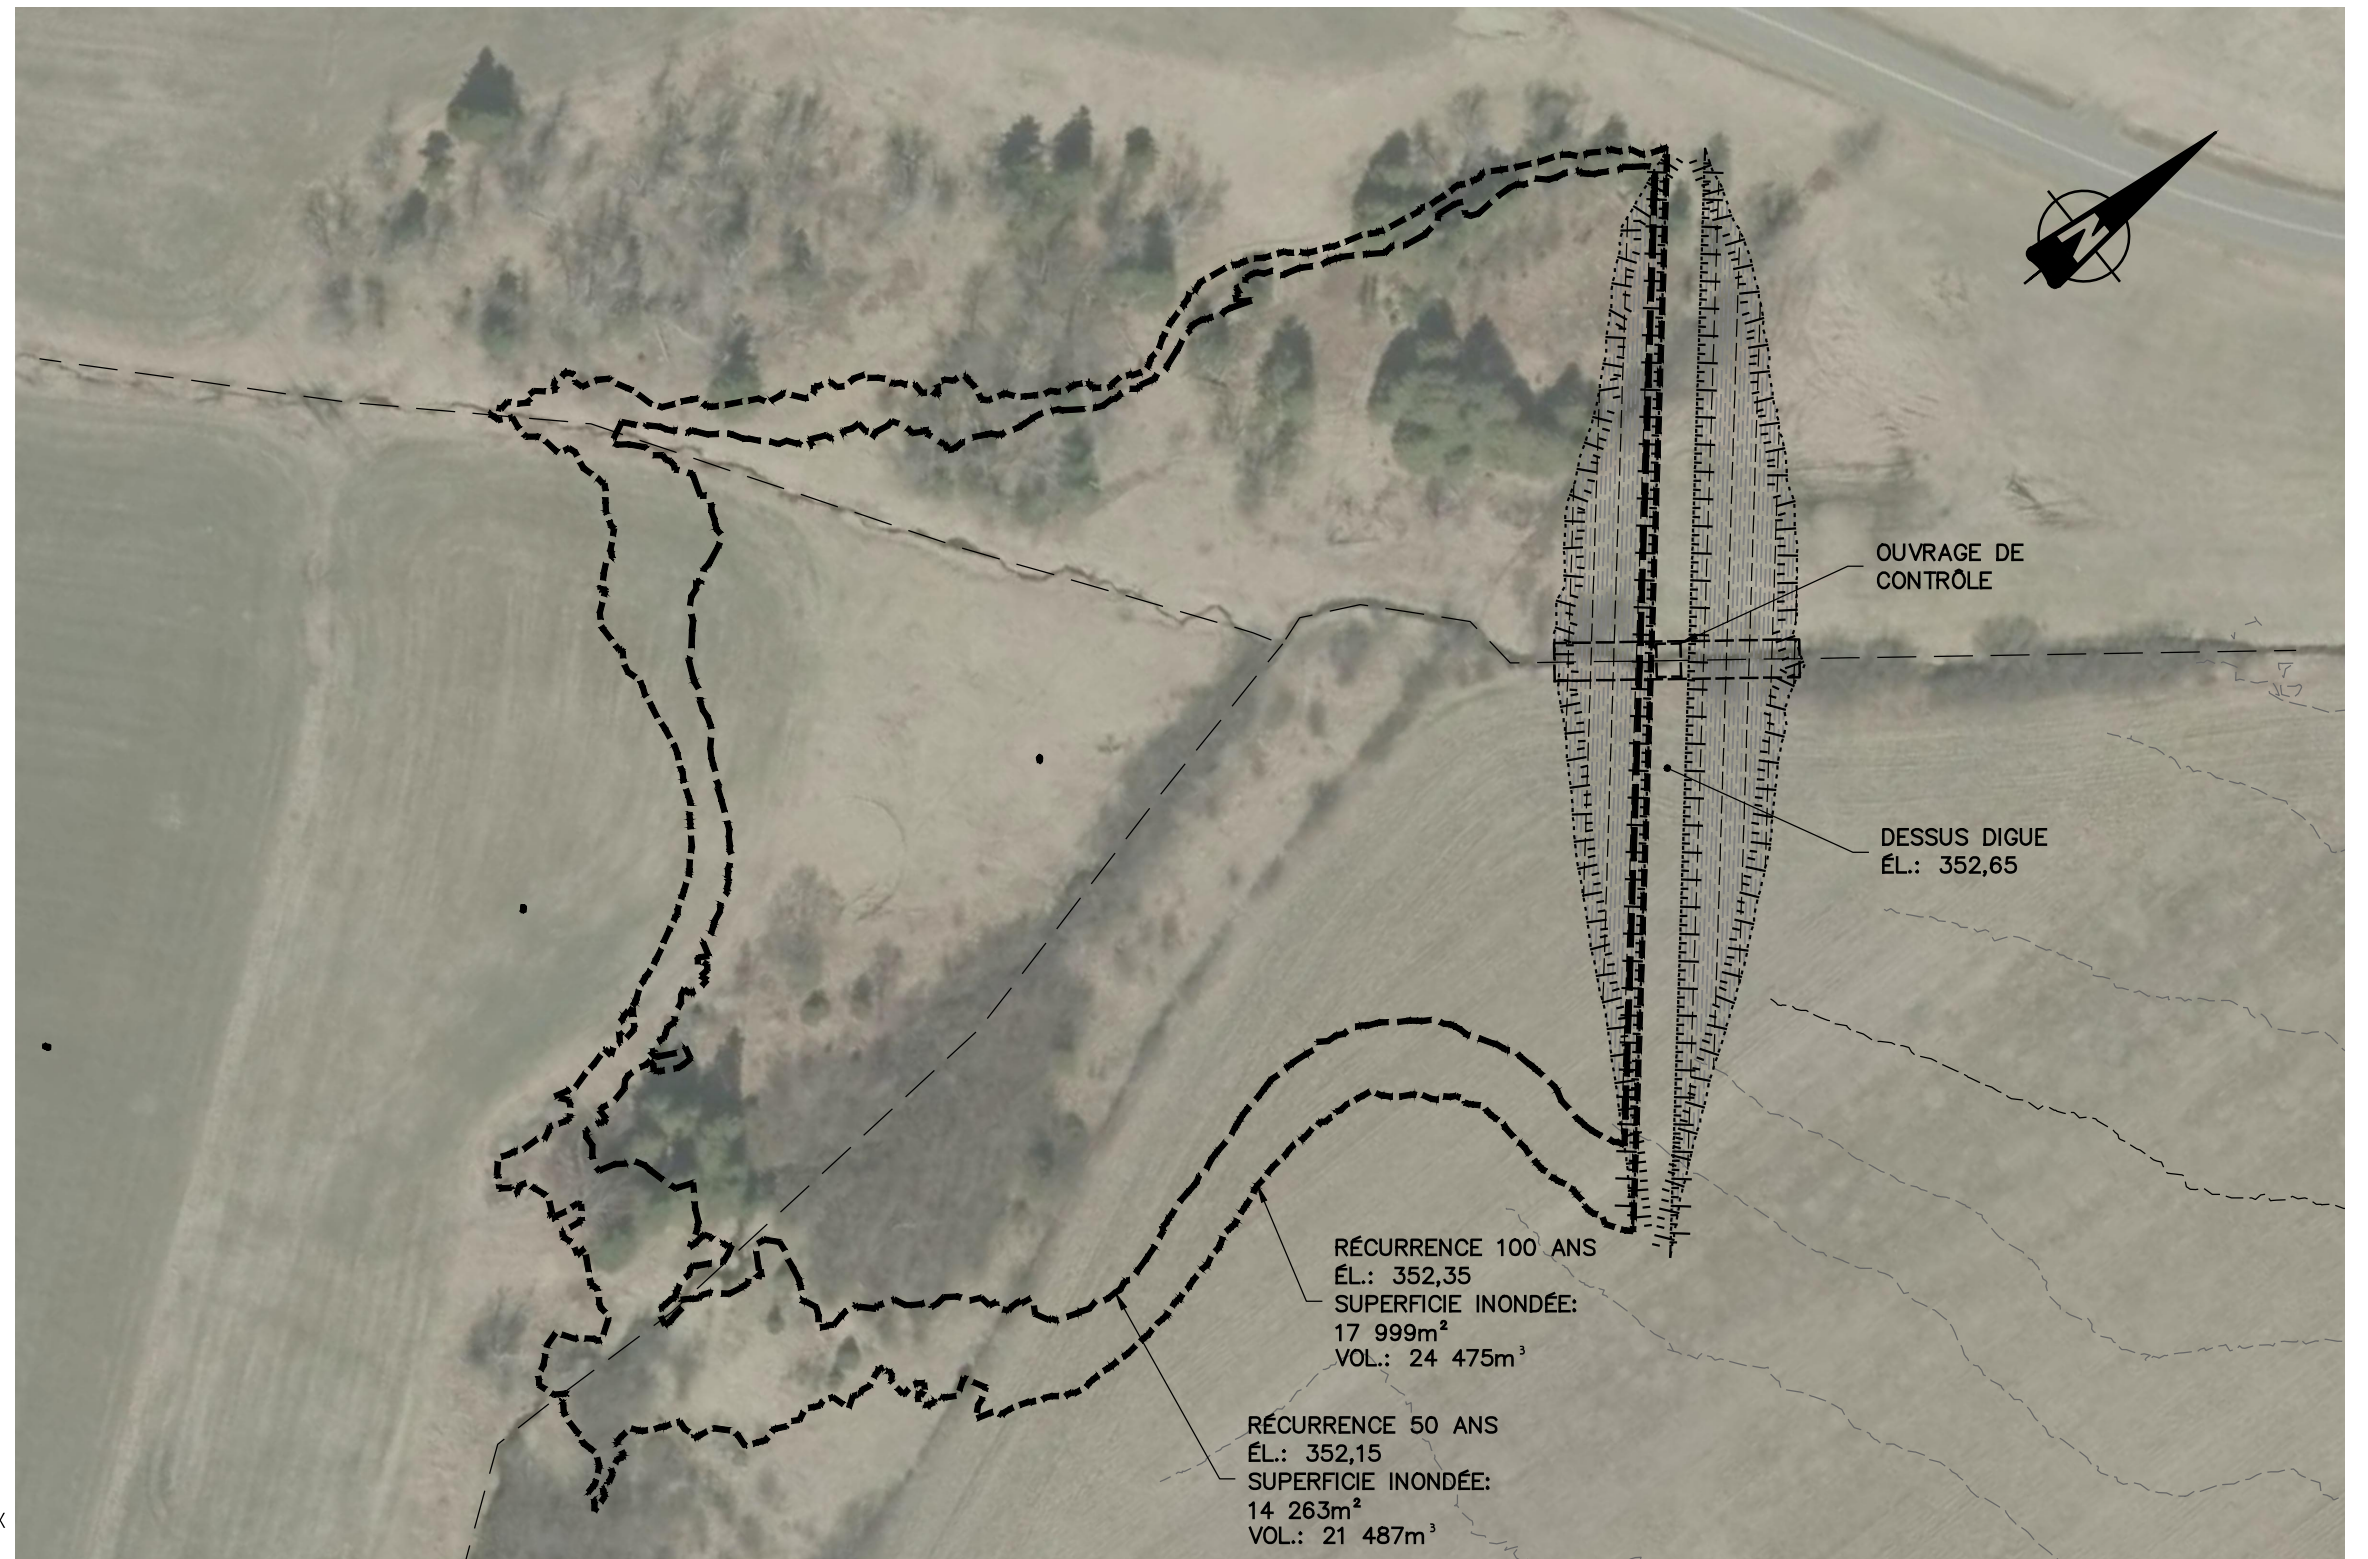 N
OUVRAGE DE
CONTRÔLE
DESSUS DIGUE
ÉL.: 352,65
RÉCURRENCE 100 ANS
ÉL.: 352,35
SUPERFICIE INONDÉE:
17 999m²
VOL.: 24 475m³
RÉCURRENCE 50 ANS
ÉL.: 352,15
SUPERFICIE INONDÉE:
14 263m²
VOL.: 21 487m³
X